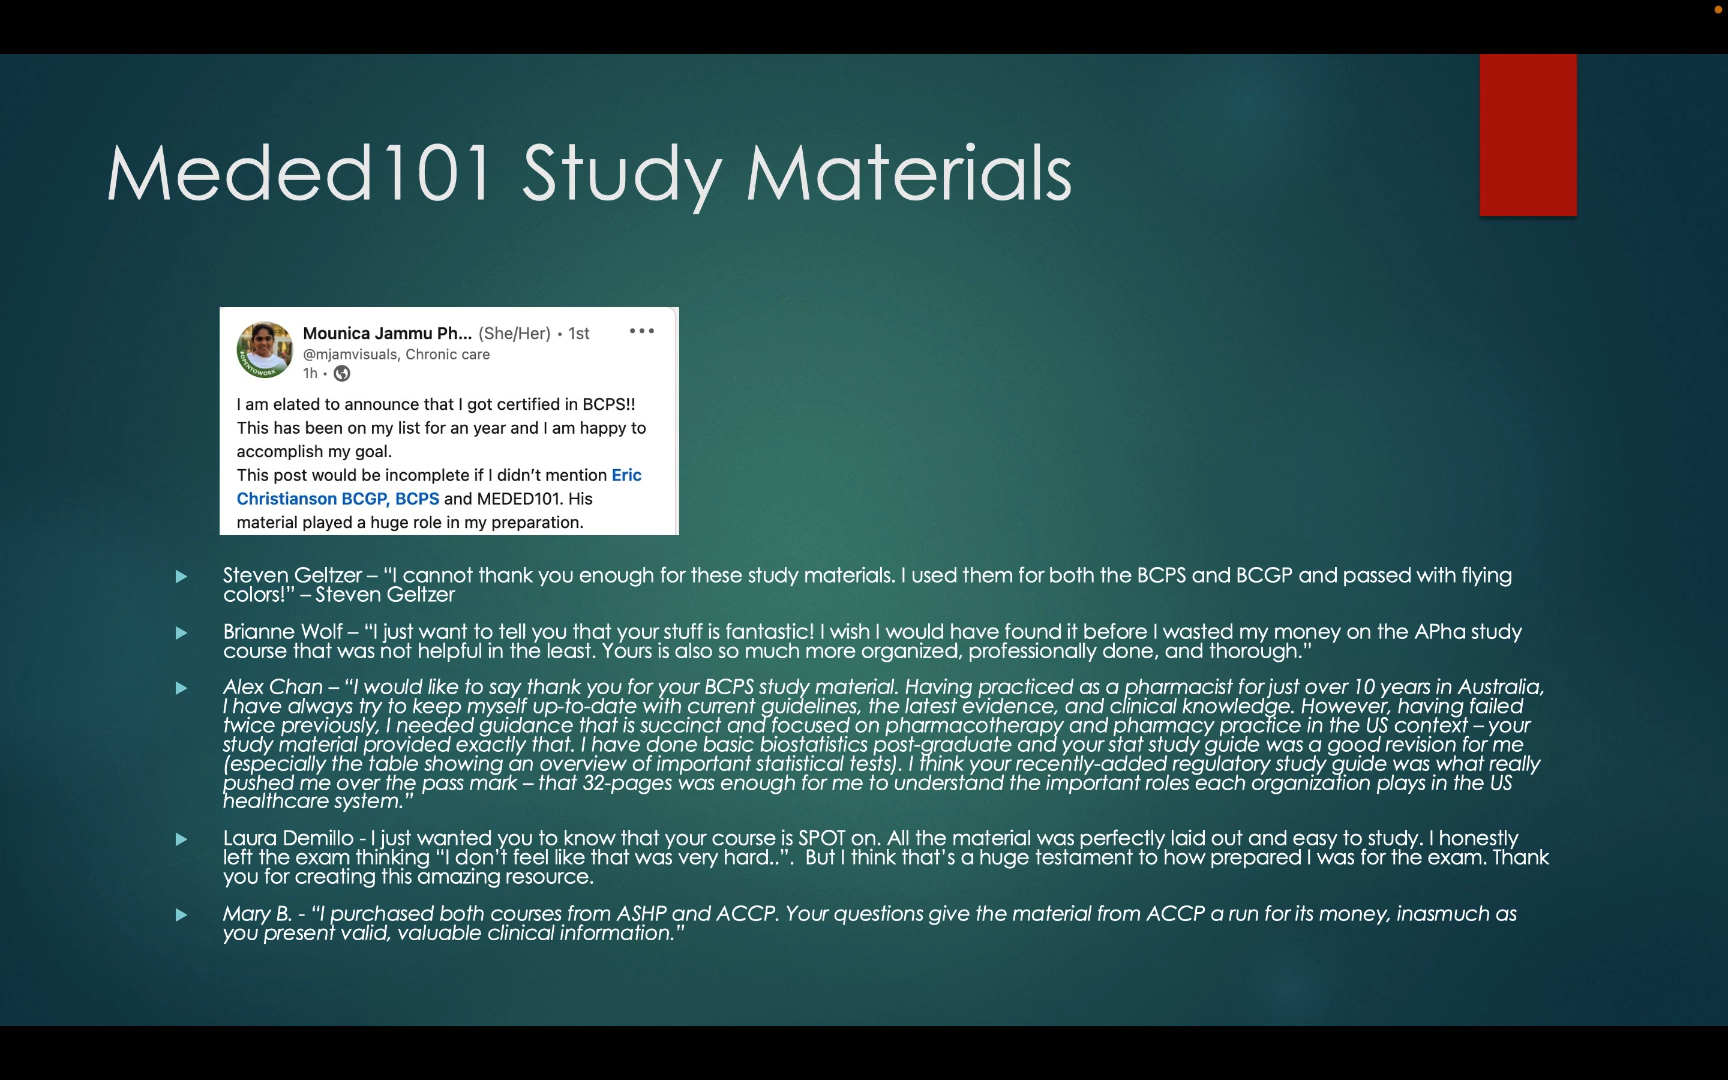 Meded101 Study Materials
Mounica Jammu Ph... (She/Her) • 1st
@mjamvisuals, Chronic care
1h •
#OPENTOWORK
I am elated to announce that I got certified in BCPS!!
This has been on my list for an year and I am happy to
accomplish my goal.
This post would be incomplete if I didn't mention Eric
Christianson BCGP, BCPS and MEDED101. His
material played a huge role in my preparation.
Steven Geltzer – “I cannot thank you enough for these study materials. I used them for both the BCPS and BCGP and passed with flying
colors!” – Steven Geltzer
Brianne Wolf – “I just want to tell you that your stuff is fantastic! I wish I would have found it before I wasted my money on the APha study
course that was not helpful in the least. Yours is also so much more organized, professionally done, and thorough.”
Alex Chan – “I would like to say thank you for your BCPS study material. Having practiced as a pharmacist for just over 10 years in Australia,
I have always try to keep myself up-to-date with current guidelines, the latest evidence, and clinical knowledge. However, having failed
twice previously, I needed guidance that is succinct and focused on pharmacotherapy and pharmacy practice in the US context – your
study material provided exactly that. I have done basic biostatistics post-graduate and your stat study guide was a good revision for me
(especially the table showing an overview of important statistical tests). I think your recently-added regulatory study guide was what really
pushed me over the pass mark – that 32-pages was enough for me to understand the important roles each organization plays in the US
healthcare system.”
Laura Demillo - I just wanted you to know that your course is SPOT on. All the material was perfectly laid out and easy to study. I honestly
left the exam thinking “I don’t feel like that was very hard..”.  But I think that’s a huge testament to how prepared I was for the exam. Thank
you for creating this amazing resource.
Mary B. - “I purchased both courses from ASHP and ACCP. Your questions give the material from ACCP a run for its money, inasmuch as
you present valid, valuable clinical information.”